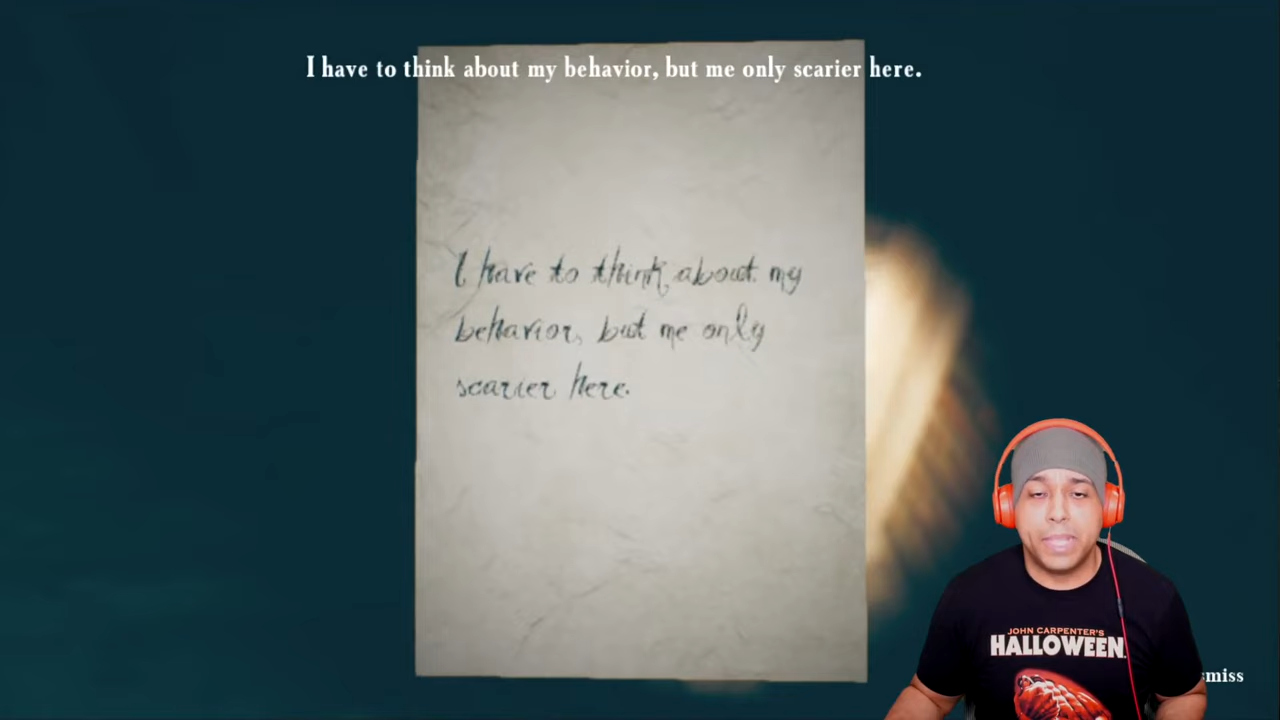 I have to think about my behavior, but me only scarier here.
I have to think about my
behavior, but me only
scarier here.
JOHN CARPENTER'S
HALLOWEEN